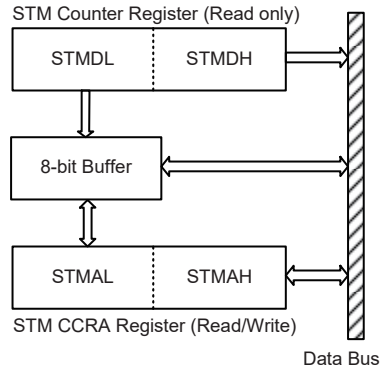 STM Counter Register (Read only)
STMDL STMDH
8-bit Buffer
STMAL STMAH
STM CCRA Register (Read/Write)
Data Bus